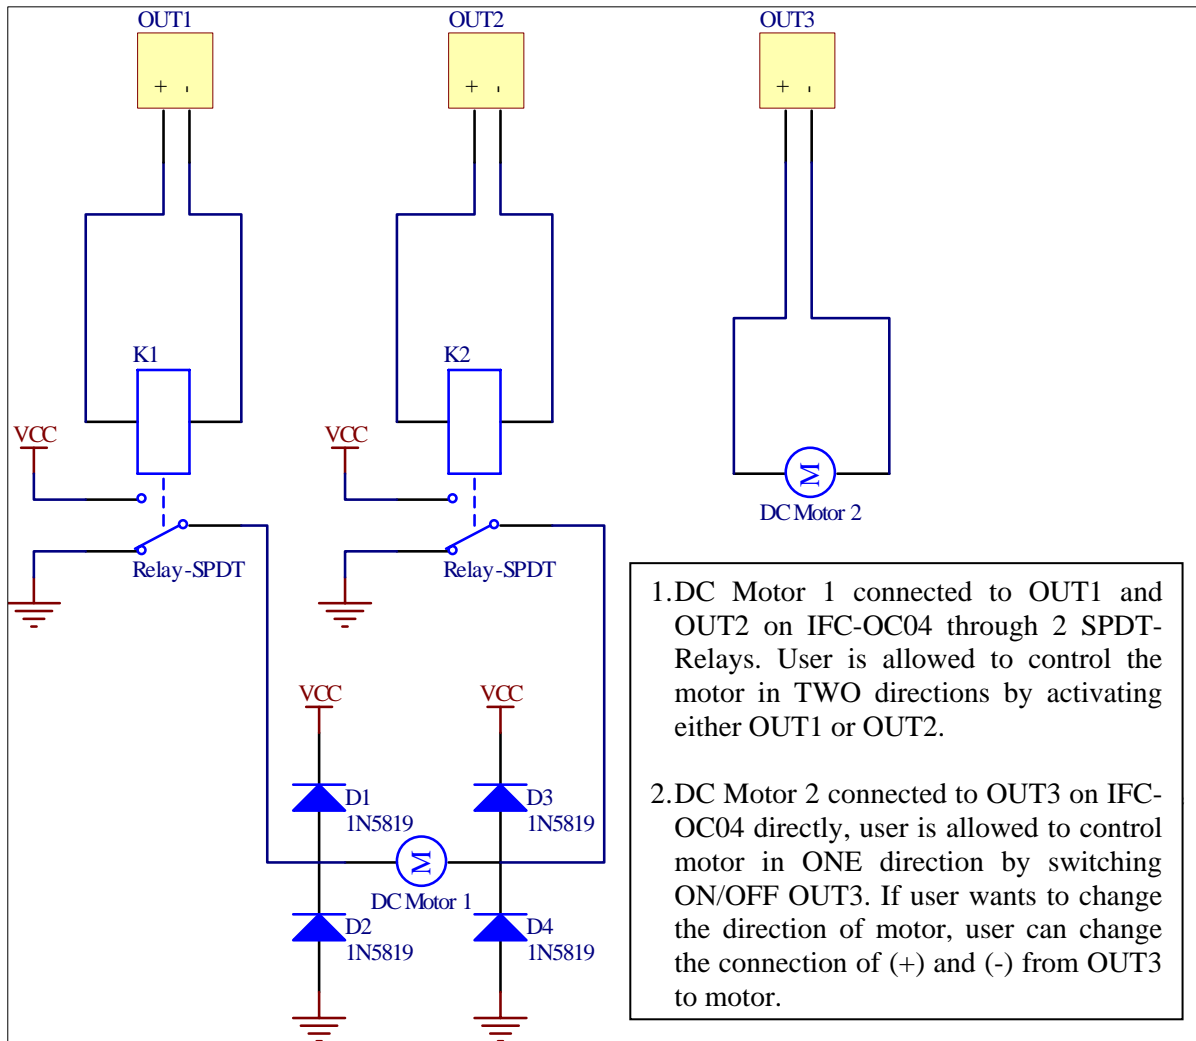 OUT1 OUT2 OUT3
+ - + - + -
K1 K2
VCC VCC
M
DC Motor 2
Relay-SPDT Relay-SPDT
1.DC Motor 1 connected to OUT1 and
OUT2 on IFC-OC04 through 2 SPDT-
Relays. User is allowed to control the
motor in TWO directions by activating
either OUT1 or OUT2.
2.DC Motor 2 connected to OUT3 on IFC-
OC04 directly, user is allowed to control
motor in ONE direction by switching
ON/OFF OUT3. If user wants to change
the direction of motor, user can change
the connection of (+) and (-) from OUT3
to motor.
VCC VCC
D1 D3
1N5819 1N5819
M
DC Motor 1
D2 D4
1N5819 1N5819